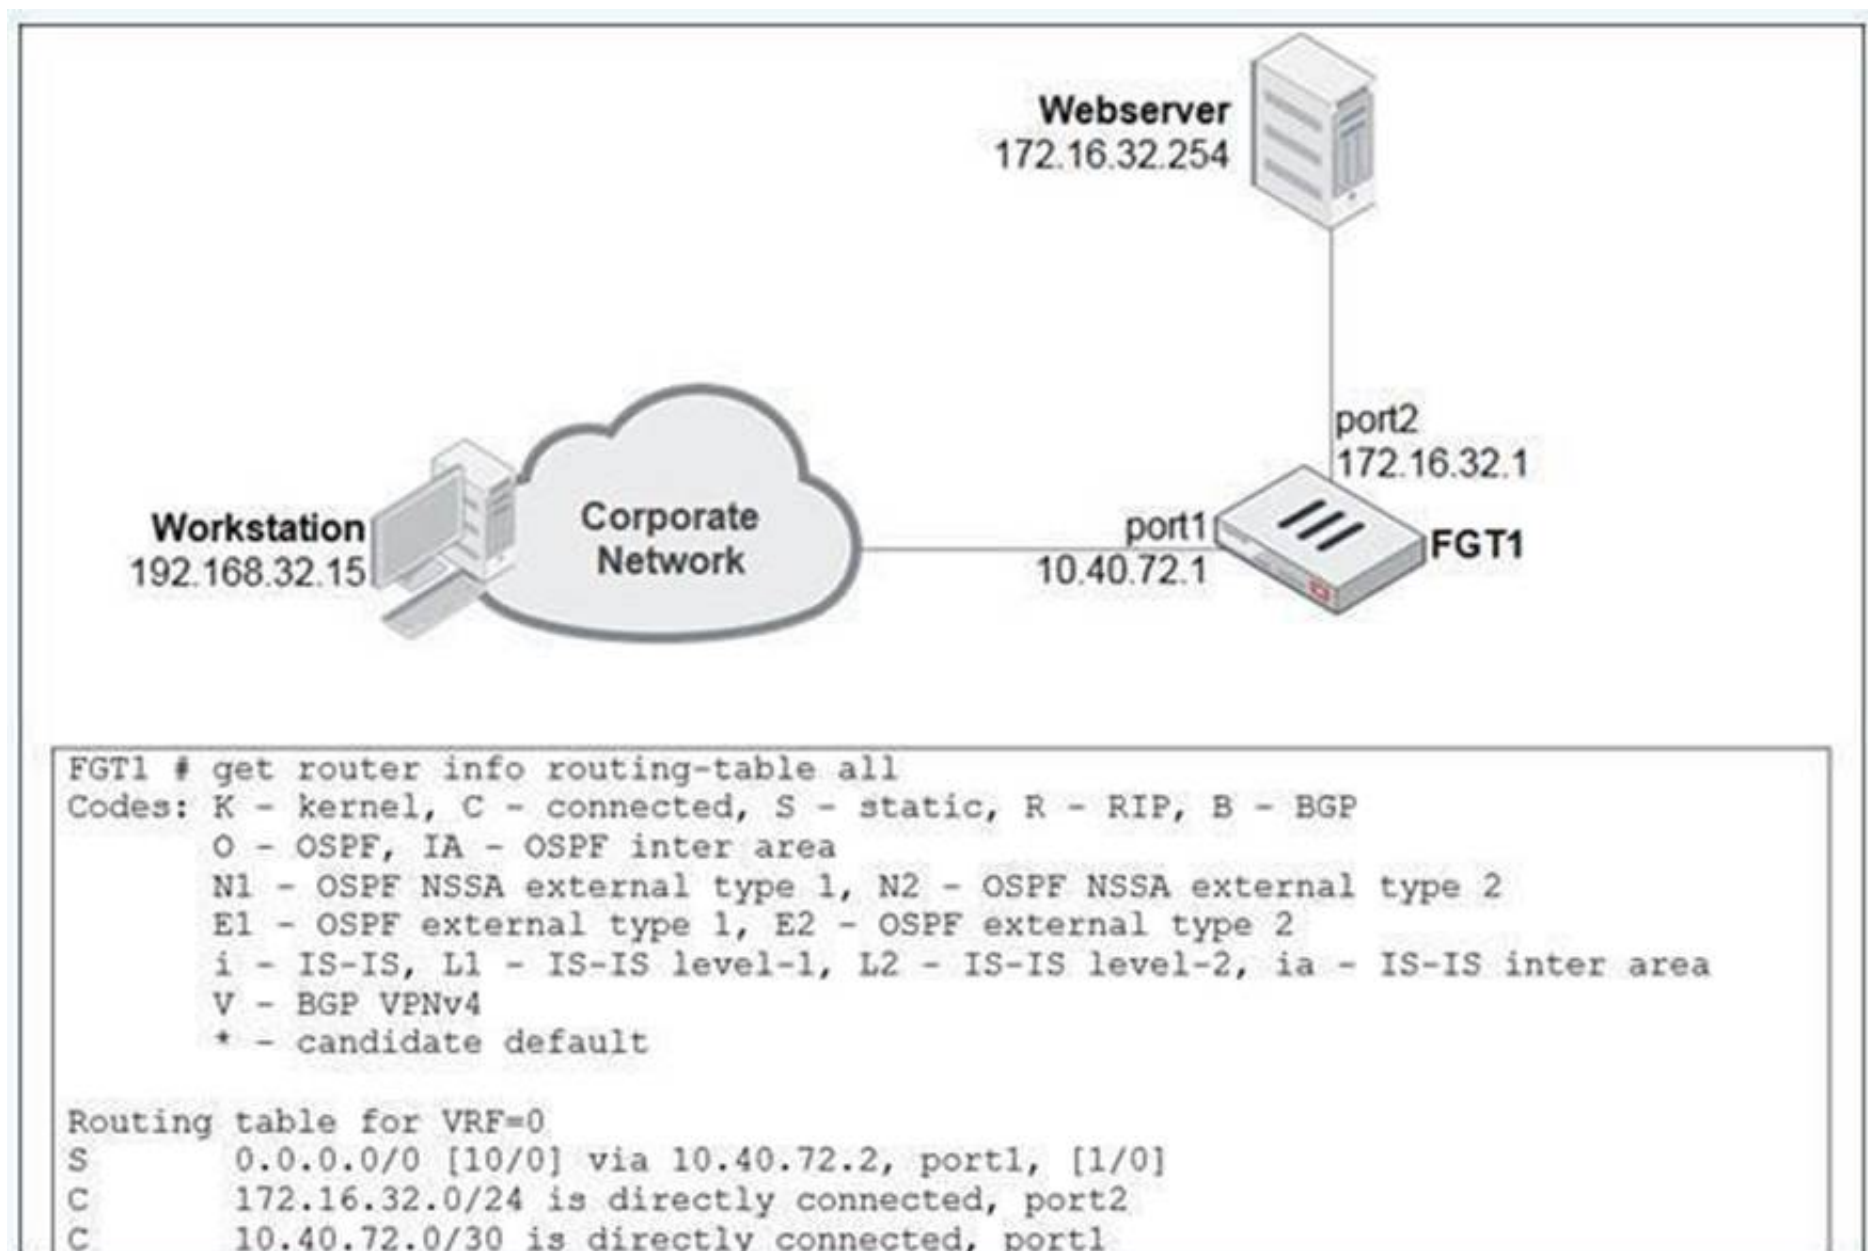 Webserver
172.16.32.254
port2
172.16.32.1
Workstation
192.168.32.15
Corporate
Network
port1
10.40.72.1
FGT1
FGT1 # get router info routing-table all
Codes: K - kernel, C - connected, S - static, R - RIP, B - BGP
O - OSPF, IA - OSPF inter area
N1 - OSPF NSSA external type 1, N2 - OSPF NSSA external type 2
E1 - OSPF external type 1, E2 - OSPF external type 2
i - IS-IS, L1 - IS-IS level-1, L2 - IS-IS level-2, ia - IS-IS inter area
V - BGP VPNv4
* - candidate default
Routing table for VRF=0
S 0.0.0.0/0 [10/0] via 10.40.72.2, port1, [1/0]
C 172.16.32.0/24 is directly connected, port2
C 10.40.72.0/30 is directly connected, port1